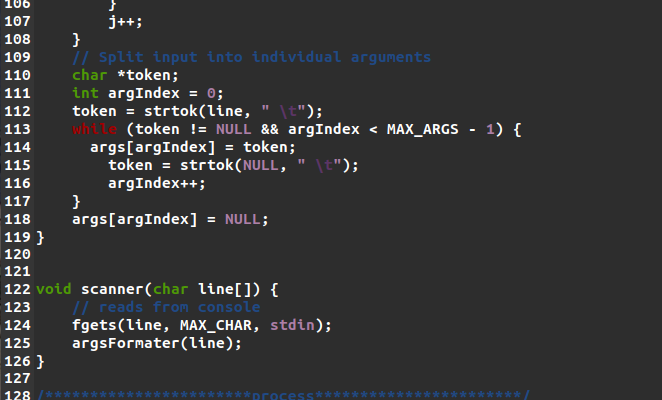 106         }
107         j++;
108     }
109     // Split input into individual arguments
110     char *token;
111     int argIndex = 0;
112     token = strtok(line, " \t");
113     while (token != NULL && argIndex < MAX_ARGS - 1) {
114       args[argIndex] = token;
115         token = strtok(NULL, " \t");
116         argIndex++;
117     }
118     args[argIndex] = NULL;
119 }
120
121
122 void scanner(char line[]) {
123     // reads from console
124     fgets(line, MAX_CHAR, stdin);
125     argsFormater(line);
126 }
127
128 /***********************process***********************/